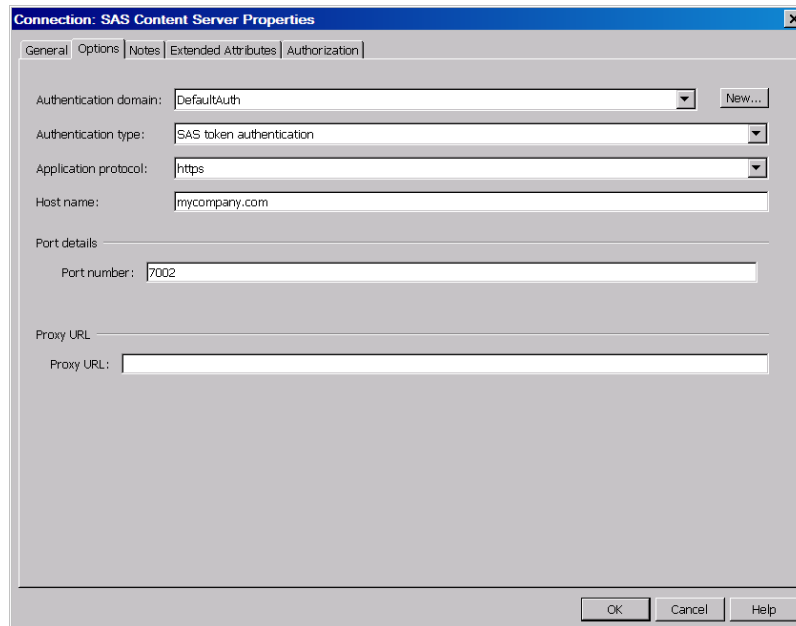 Connection: SAS Content Server Properties
General Options Notes Extended Attributes Authorization
Authentication domain: DefaultAuth New...
Authentication type: SAS token authentication
Application protocol: https
Host name: mycompany.com
Port details
Port number: 7002
Proxy URL
Proxy URL:
OK Cancel Help